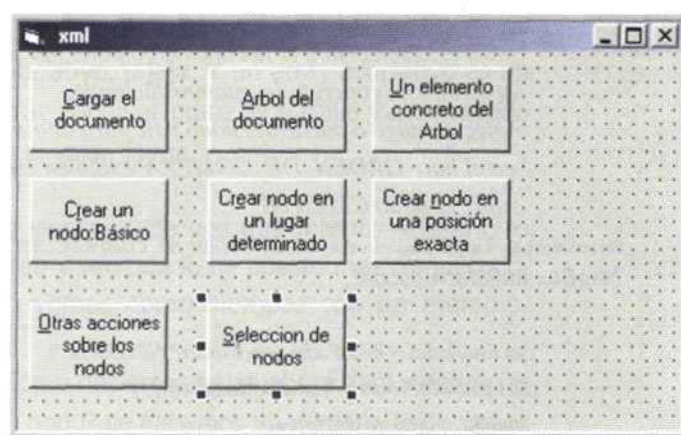 xml
Cargar el
documento
Arbol del
documento
Un elemento
concreto del
Arbol
Crear un
nodo:Básico
Crear nodo en
un lugar
determinado
Crear nodo en
una posición
exacta
Otras acciones
sobre los
nodos
Seleccion de
nodos